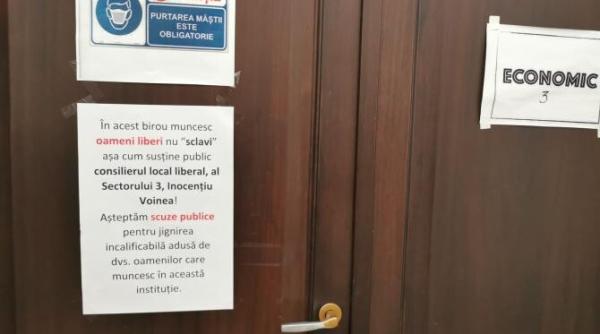 PURTAREA MĂȘTII
ESTE
OBLIGATORIE
În acest birou muncesc
oameni liberi nu “sclavi”
așa cum susține public
consilierul local liberal, al
Sectorului 3, Inocențiu
Voinea!
Așteptăm scuze publice
pentru jignirea
incalificabilă adusă de
dvs. oamenilor care
muncesc în această
instituție.
ECONOMIC
3